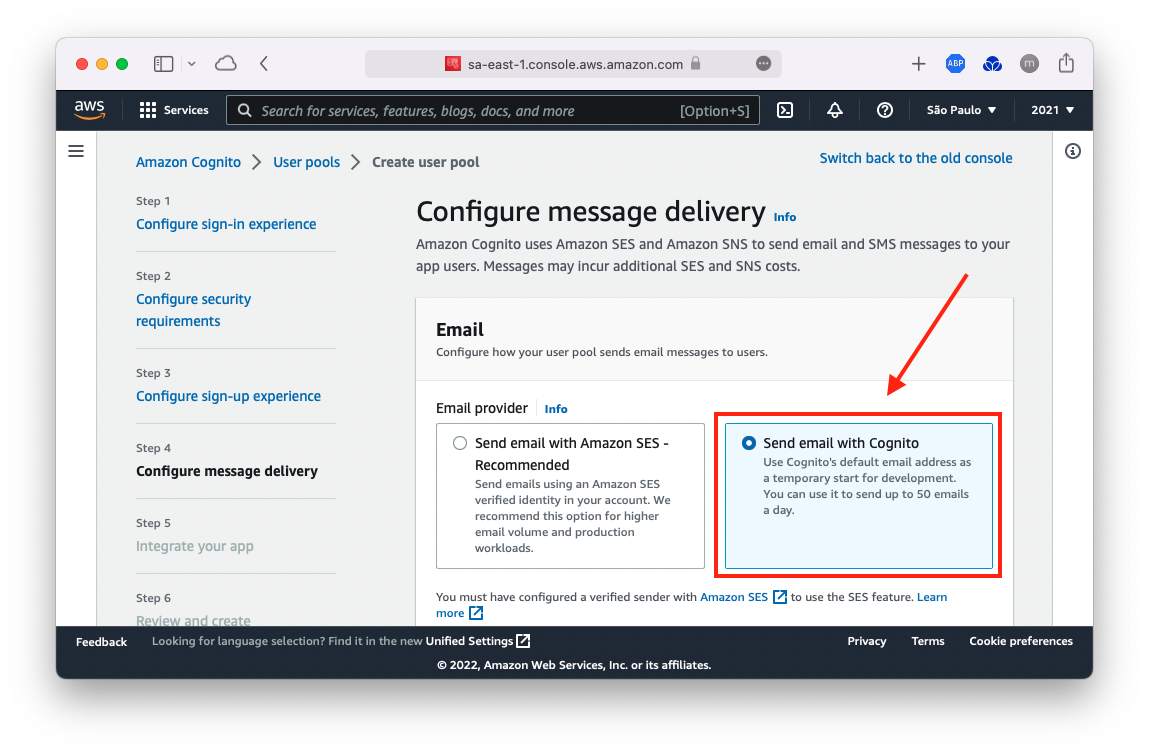 sa-east-1.console.aws.amazon.com
ABP
m
aws
Services
Search for services, features, blogs, docs, and more
[Option+S]
São Paulo
2021
Amazon Cognito
User pools
Create user pool
Switch back to the old console
Step 1
Configure sign-in experience
Step 2
Configure security
requirements
Step 3
Configure sign-up experience
Step 4
Configure message delivery
Step 5
Integrate your app
Step 6
Review and create
Configure message delivery Info
Amazon Cognito uses Amazon SES and Amazon SNS to send email and SMS messages to your
app users. Messages may incur additional SES and SNS costs.
Email
Configure how your user pool sends email messages to users.
Email provider Info
Send email with Amazon SES -
Recommended
Send emails using an Amazon SES
verified identity in your account. We
recommend this option for higher
email volume and production
workloads.
Send email with Cognito
Use Cognito's default email address as
a temporary start for development.
You can use it to send up to 50 emails
a day.
You must have configured a verified sender with Amazon SES to use the SES feature. Learn
more
Feedback
Looking for language selection? Find it in the new Unified Settings
Privacy
Terms
Cookie preferences
© 2022, Amazon Web Services, Inc. or its affiliates.